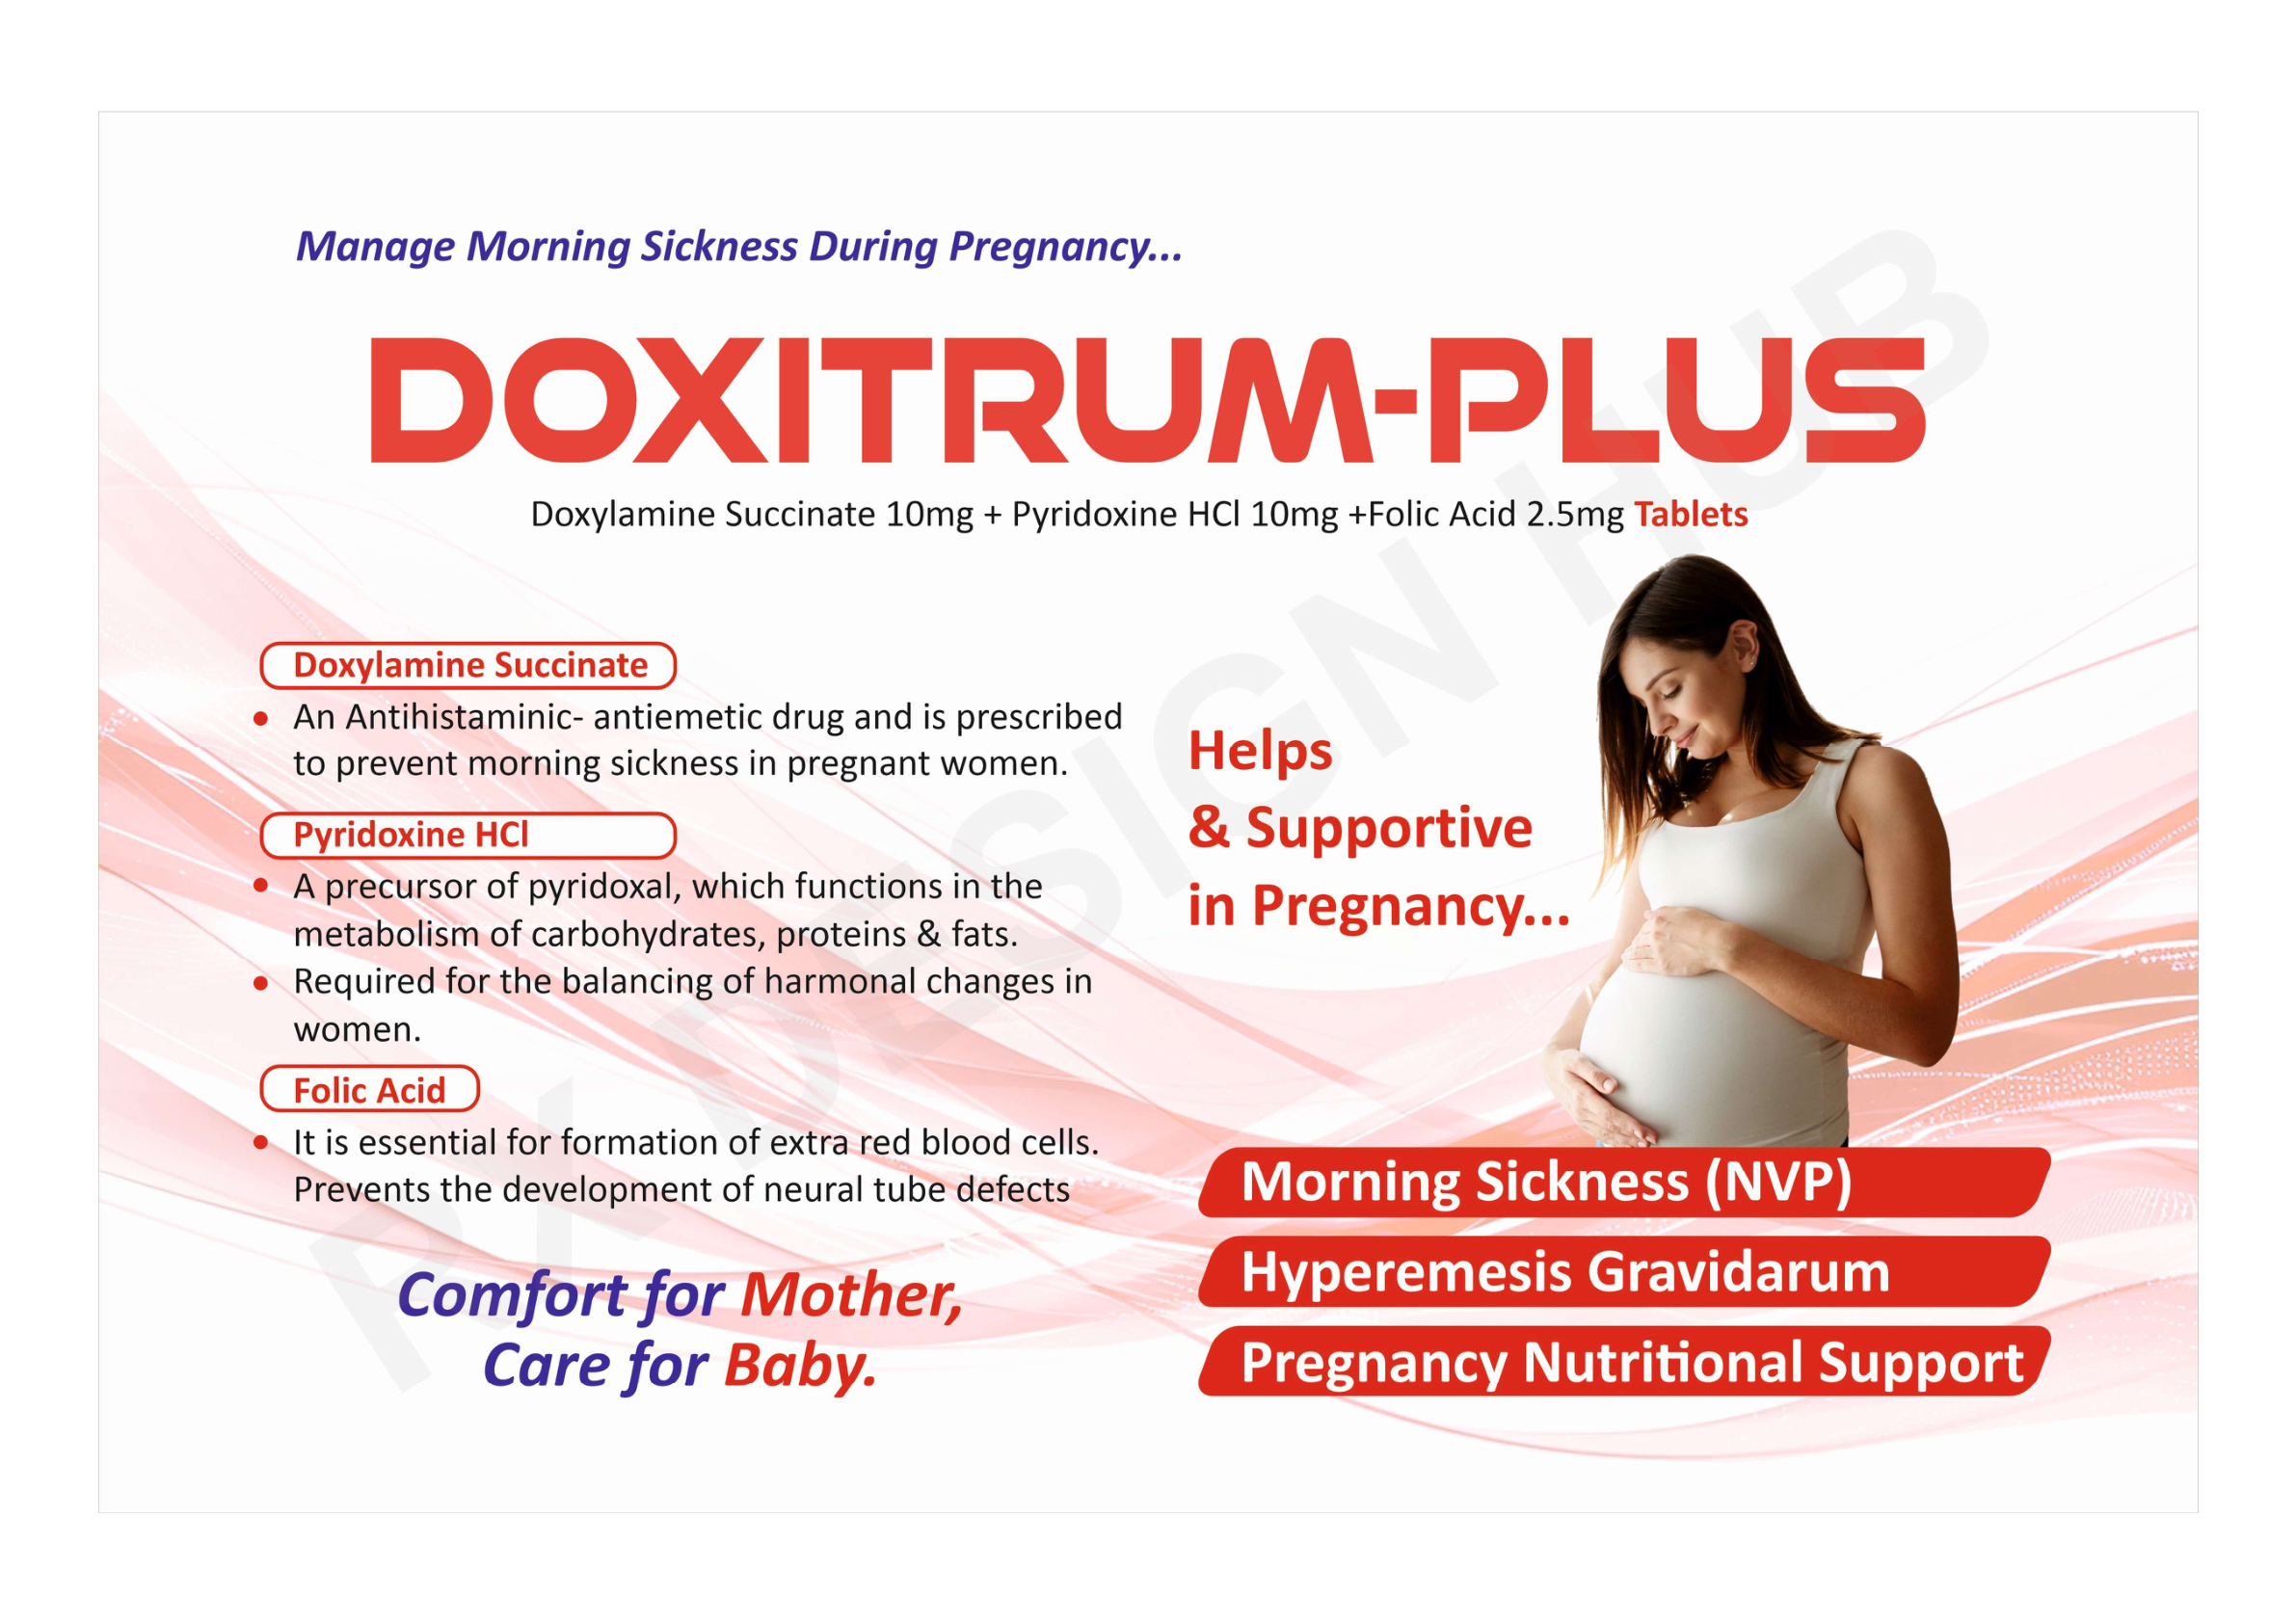 Manage Morning Sickness During Pregnancy...
DOXITRUM-PLUS
Doxylamine Succinate 10mg + Pyridoxine HCl 10mg +Folic Acid 2.5mg Tablets
Doxylamine Succinate
• An Antihistaminic- antiemetic drug and is prescribed
to prevent morning sickness in pregnant women.
Pyridoxine HCl
• A precursor of pyridoxal, which functions in the
metabolism of carbohydrates, proteins & fats.
• Required for the balancing of harmonal changes in
women.
Folic Acid
• It is essential for formation of extra red blood cells.
Prevents the development of neural tube defects
Comfort for Mother,
Care for Baby.
Helps
& Supportive
in Pregnancy...
Morning Sickness (NVP)
Hyperemesis Gravidarum
Pregnancy Nutritional Support
PX DESIGN HUB